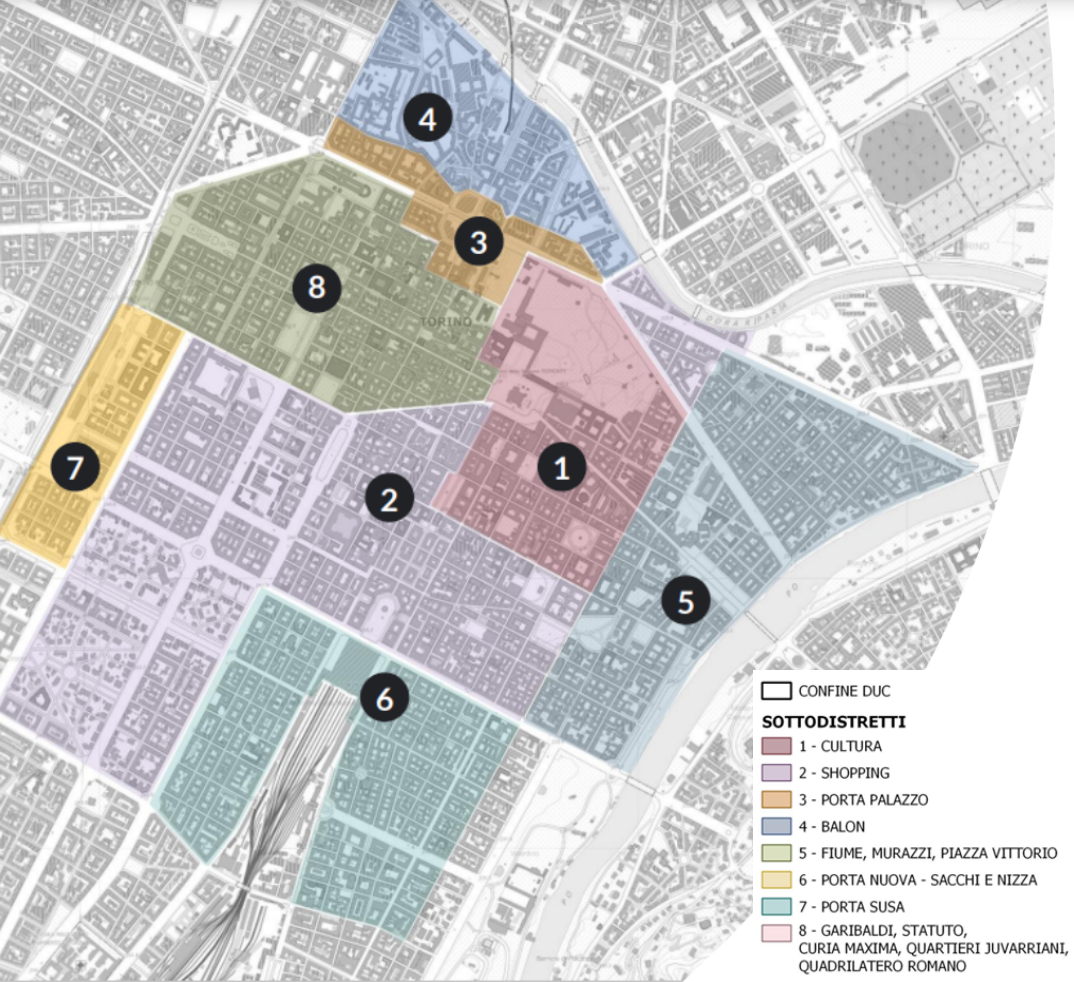 4
3
8
TORINO
DORA RIPARIA
7
2
1
5
6
CONFINE DUC
SOTTODISTRETTI
1 - CULTURA
2 - SHOPPING
3 - PORTA PALAZZO
4 - BALON
5 - FIUME, MURAZZI, PIAZZA VITTORIO
6 - PORTA NUOVA - SACCHI E NIZZA
7 - PORTA SUSA
8 - GARIBALDI, STATUTO,
CURIA MAXIMA, QUARTIERI JUVARRIANI,
QUADRILATERO ROMANO